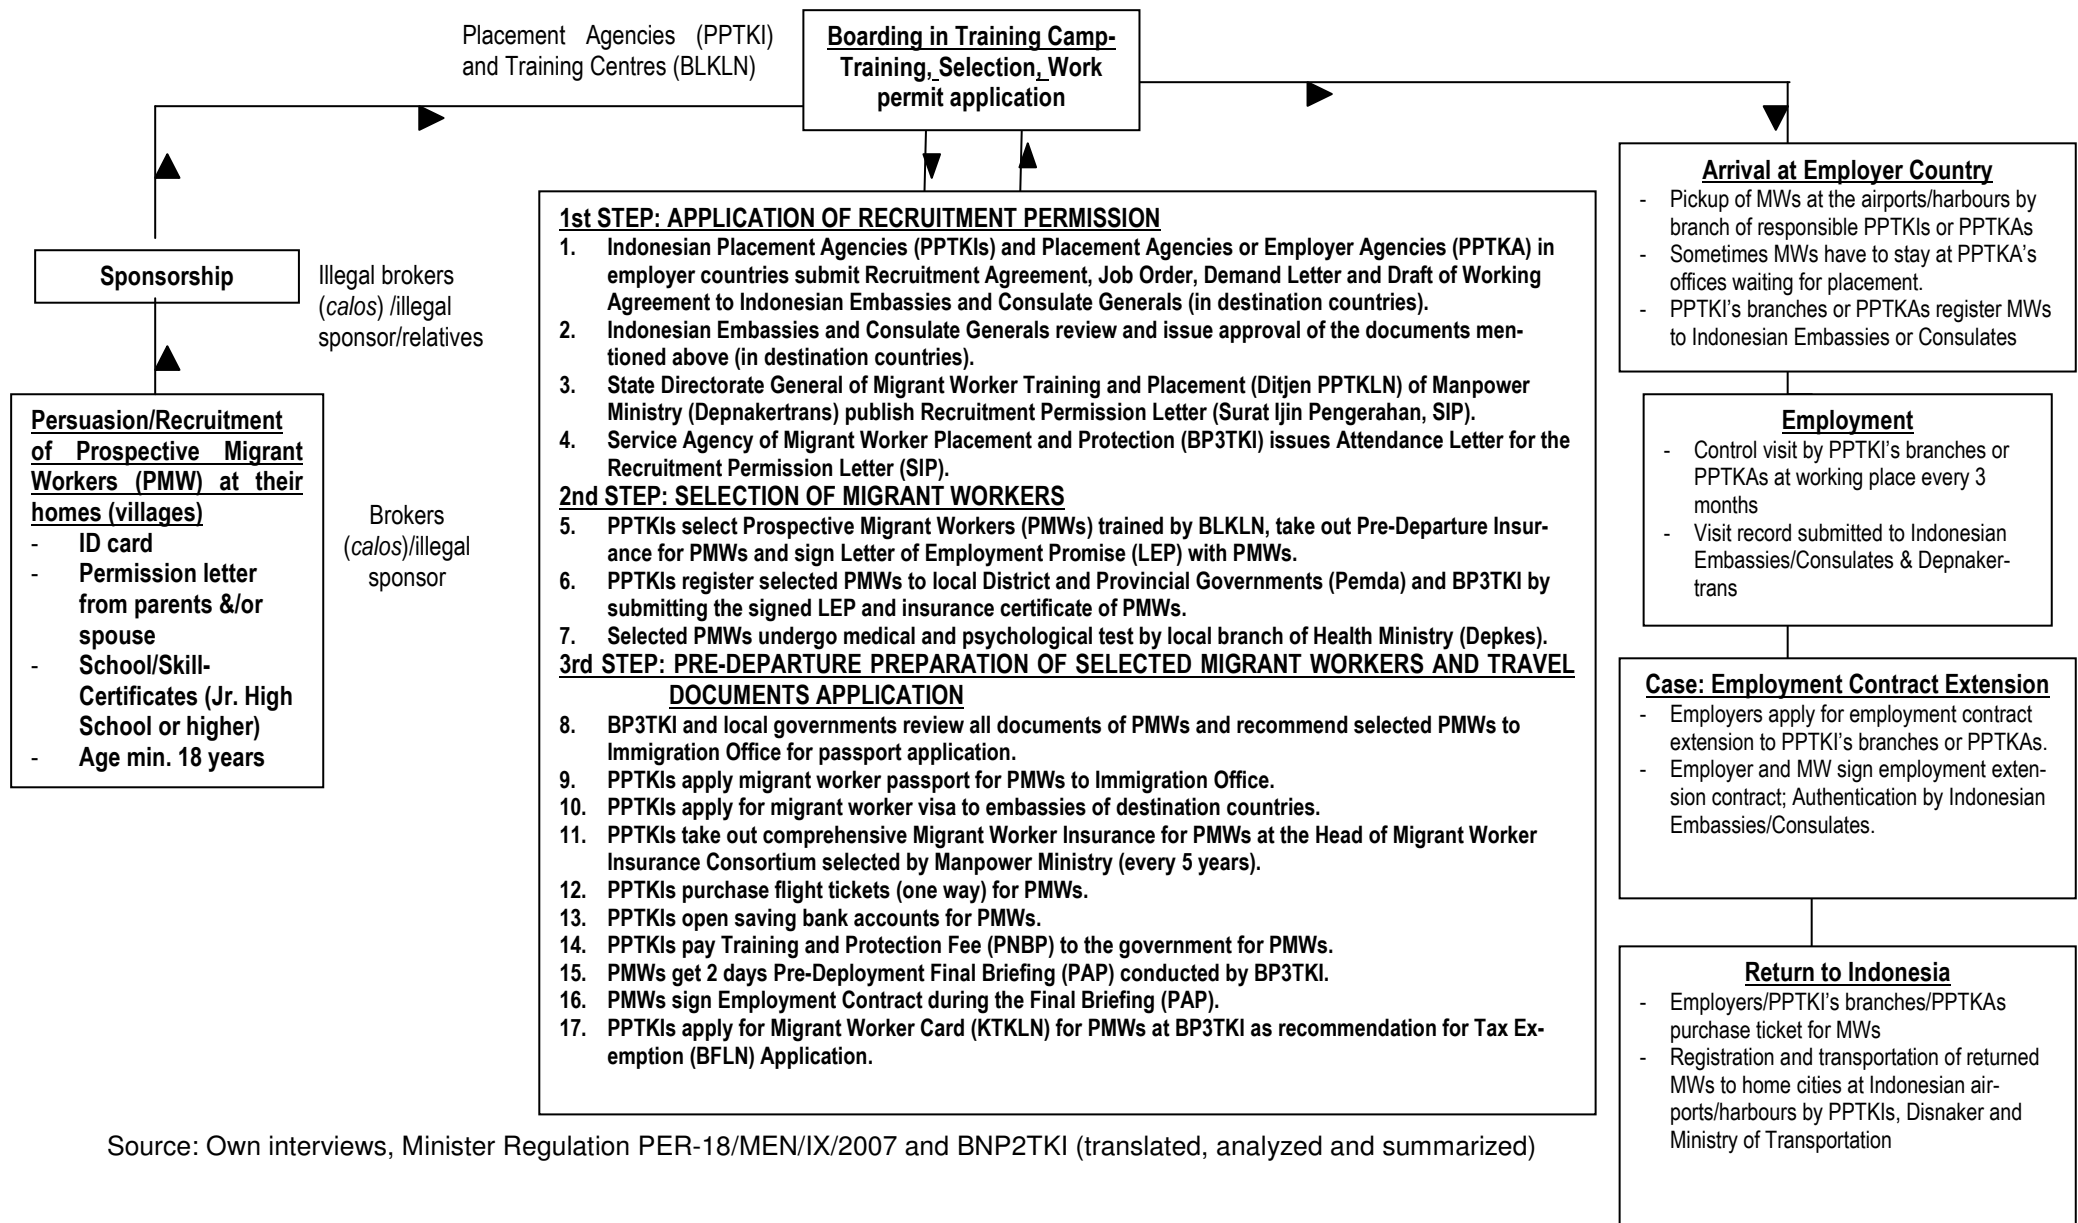 Placement Agencies (PPTKI)
and Training Centres (BLKLN)
Boarding in Training Camp-
Training, Selection, Work
permit application
Sponsorship
Illegal brokers
(calos) /illegal
sponsor/relatives
Persuasion/Recruitment
of Prospective Migrant
Workers (PMW) at their
homes (villages)
- ID card
- Permission letter
from parents &/or
spouse
- School/Skill-
Certificates (Jr. High
School or higher)
- Age min. 18 years
Brokers
(calos)/illegal
sponsor
1st STEP: APPLICATION OF RECRUITMENT PERMISSION
1. Indonesian Placement Agencies (PPTKIs) and Placement Agencies or Employer Agencies (PPTKA) in
employer countries submit Recruitment Agreement, Job Order, Demand Letter and Draft of Working
Agreement to Indonesian Embassies and Consulate Generals (in destination countries).
2. Indonesian Embassies and Consulate Generals review and issue approval of the documents men-
tioned above (in destination countries).
3. State Directorate General of Migrant Worker Training and Placement (Ditjen PPTKLN) of Manpower
Ministry (Depnakertrans) publish Recruitment Permission Letter (Surat Ijin Pengerahan, SIP).
4. Service Agency of Migrant Worker Placement and Protection (BP3TKI) issues Attendance Letter for the
Recruitment Permission Letter (SIP).
2nd STEP: SELECTION OF MIGRANT WORKERS
5. PPTKIs select Prospective Migrant Workers (PMWs) trained by BLKLN, take out Pre-Departure Insur-
ance for PMWs and sign Letter of Employment Promise (LEP) with PMWs.
6. PPTKIs register selected PMWs to local District and Provincial Governments (Pemda) and BP3TKI by
submitting the signed LEP and insurance certificate of PMWs.
7. Selected PMWs undergo medical and psychological test by local branch of Health Ministry (Depkes).
3rd STEP: PRE-DEPARTURE PREPARATION OF SELECTED MIGRANT WORKERS AND TRAVEL
DOCUMENTS APPLICATION
8. BP3TKI and local governments review all documents of PMWs and recommend selected PMWs to
Immigration Office for passport application.
9. PPTKIs apply migrant worker passport for PMWs to Immigration Office.
10. PPTKIs apply for migrant worker visa to embassies of destination countries.
11. PPTKIs take out comprehensive Migrant Worker Insurance for PMWs at the Head of Migrant Worker
Insurance Consortium selected by Manpower Ministry (every 5 years).
12. PPTKIs purchase flight tickets (one way) for PMWs.
13. PPTKIs open saving bank accounts for PMWs.
14. PPTKIs pay Training and Protection Fee (PNBP) to the government for PMWs.
15. PMWs get 2 days Pre-Deployment Final Briefing (PAP) conducted by BP3TKI.
16. PMWs sign Employment Contract during the Final Briefing (PAP).
17. PPTKIs apply for Migrant Worker Card (KTKLN) for PMWs at BP3TKI as recommendation for Tax Ex-
emption (BFLN) Application.
Arrival at Employer Country
- Pickup of MWs at the airports/harbours by
branch of responsible PPTKIs or PPTKAs
- Sometimes MWs have to stay at PPTKA's
offices waiting for placement.
- PPTKI's branches or PPTKAs register MWs
to Indonesian Embassies or Consulates
Employment
- Control visit by PPTKI's branches or
PPTKAs at working place every 3
months
- Visit record submitted to Indonesian
Embassies/Consulates & Depnaker-
trans
Case: Employment Contract Extension
- Employers apply for employment contract
extension to PPTKI's branches or PPTKAs.
- Employer and MW sign employment exten-
sion contract; Authentication by Indonesian
Embassies/Consulates.
Return to Indonesia
- Employers/PPTKI's branches/PPTKAs
purchase ticket for MWs
- Registration and transportation of returned
MWs to home cities at Indonesian air-
ports/harbours by PPTKIs, Disnaker and
Ministry of Transportation
Source: Own interviews, Minister Regulation PER-18/MEN/IX/2007 and BNP2TKI (translated, analyzed and summarized)